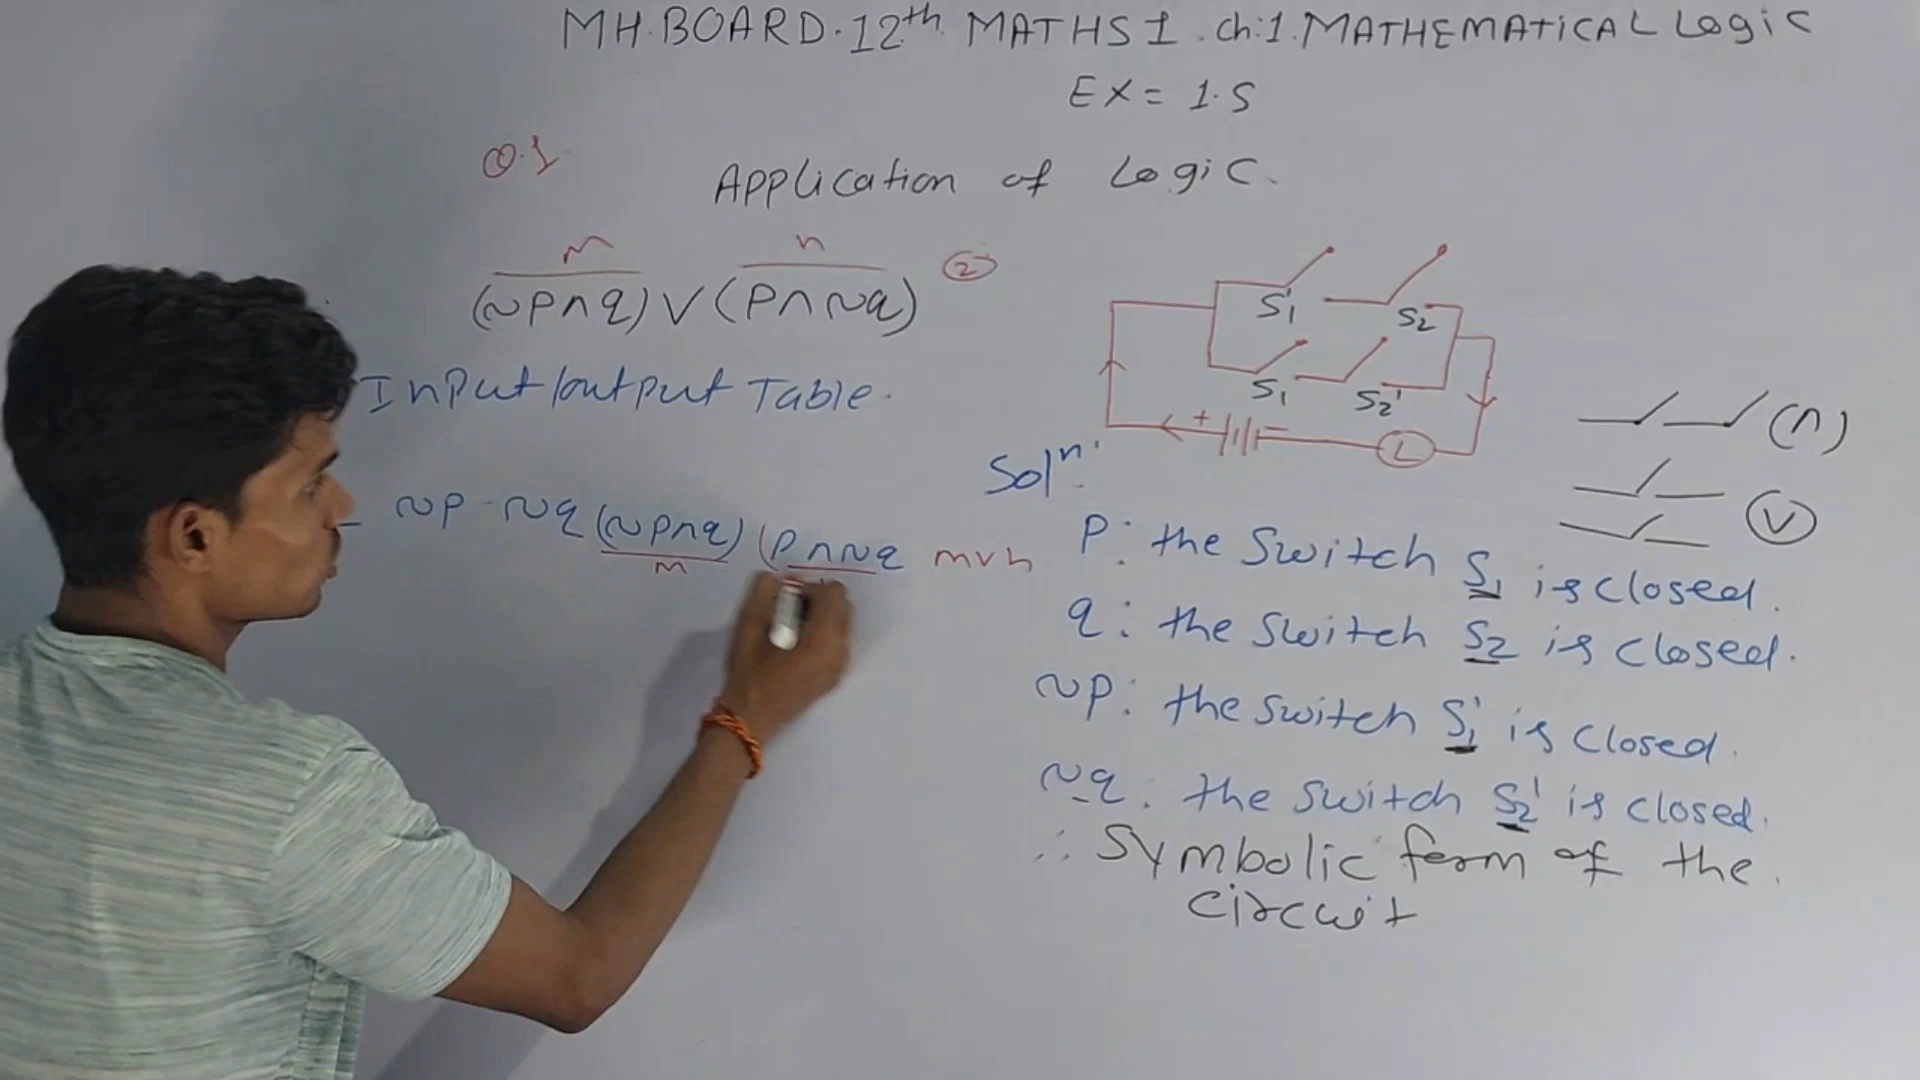 MH.BOARD.12th MATHS 1. ch:1. MATHEMATICAL Logic
EX = 1.5
Q.1
Application of Logic.
m n
(~p∧q)∨(p∧~q) (2)
S1' S2
S1 S2'
+ -
L
(∧)
(∨)
Input/output Table.
~p ~q (~p∧q) (p∧~q m∨n
m
Solⁿ:
P: the switch S1 is closed.
q: the switch S2 is closed.
~p: the switch S1' is closed.
~q. the switch S2' is closed.
∴ Symbolic form of the
circuit